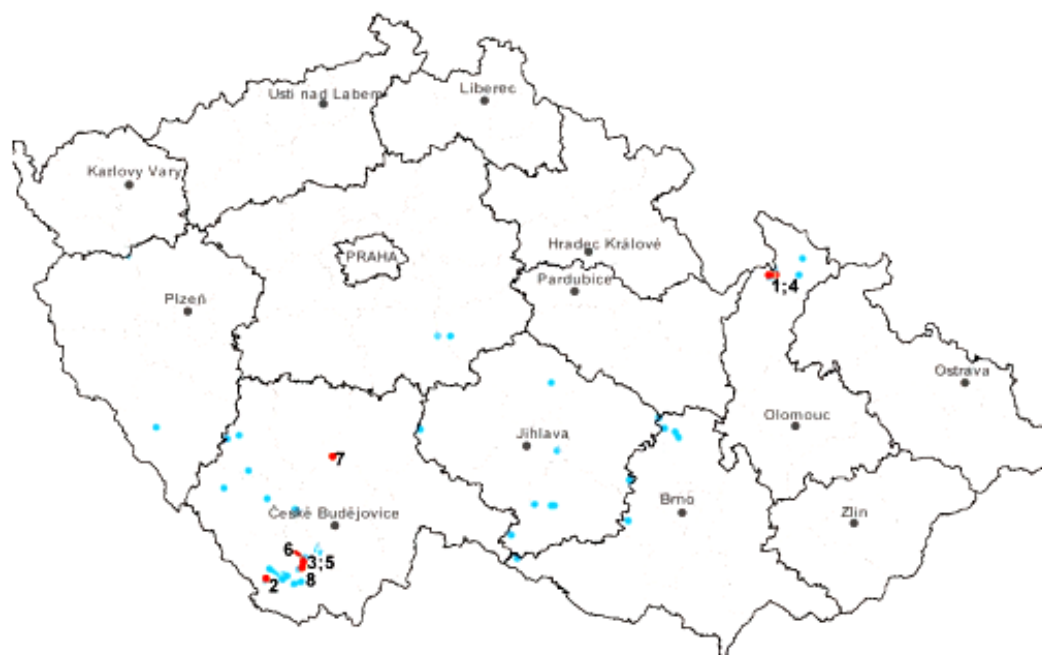 Usti nad Labem
Liberec
Karlovy Vary
Hradec Králové
PRAHA
Pardubice
1;4
Plzeň
Ostrava
Olomouc
Jihlava
7
Brno
České Budějovice
Zlin
6
3;5
2
8